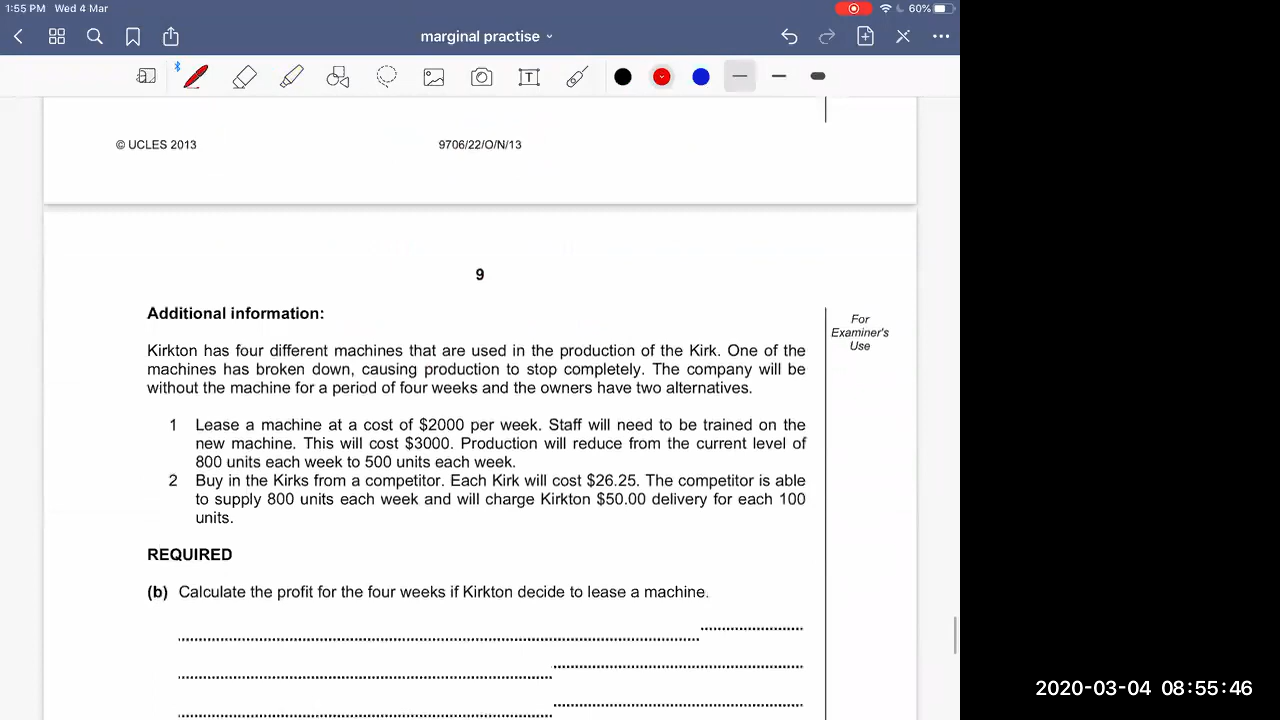 1:55 PM Wed 4 Mar
60%
marginal practise
T
© UCLES 2013
9706/22/O/N/13
9
Additional information:
For
Examiner's
Use
Kirkton has four different machines that are used in the production of the Kirk. One of the
machines has broken down, causing production to stop completely. The company will be
without the machine for a period of four weeks and the owners have two alternatives.
1 Lease a machine at a cost of $2000 per week. Staff will need to be trained on the
new machine. This will cost $3000. Production will reduce from the current level of
800 units each week to 500 units each week.
2 Buy in the Kirks from a competitor. Each Kirk will cost $26.25. The competitor is able
to supply 800 units each week and will charge Kirkton $50.00 delivery for each 100
units.
REQUIRED
(b) Calculate the profit for the four weeks if Kirkton decide to lease a machine.
2020-03-04 08:55:46